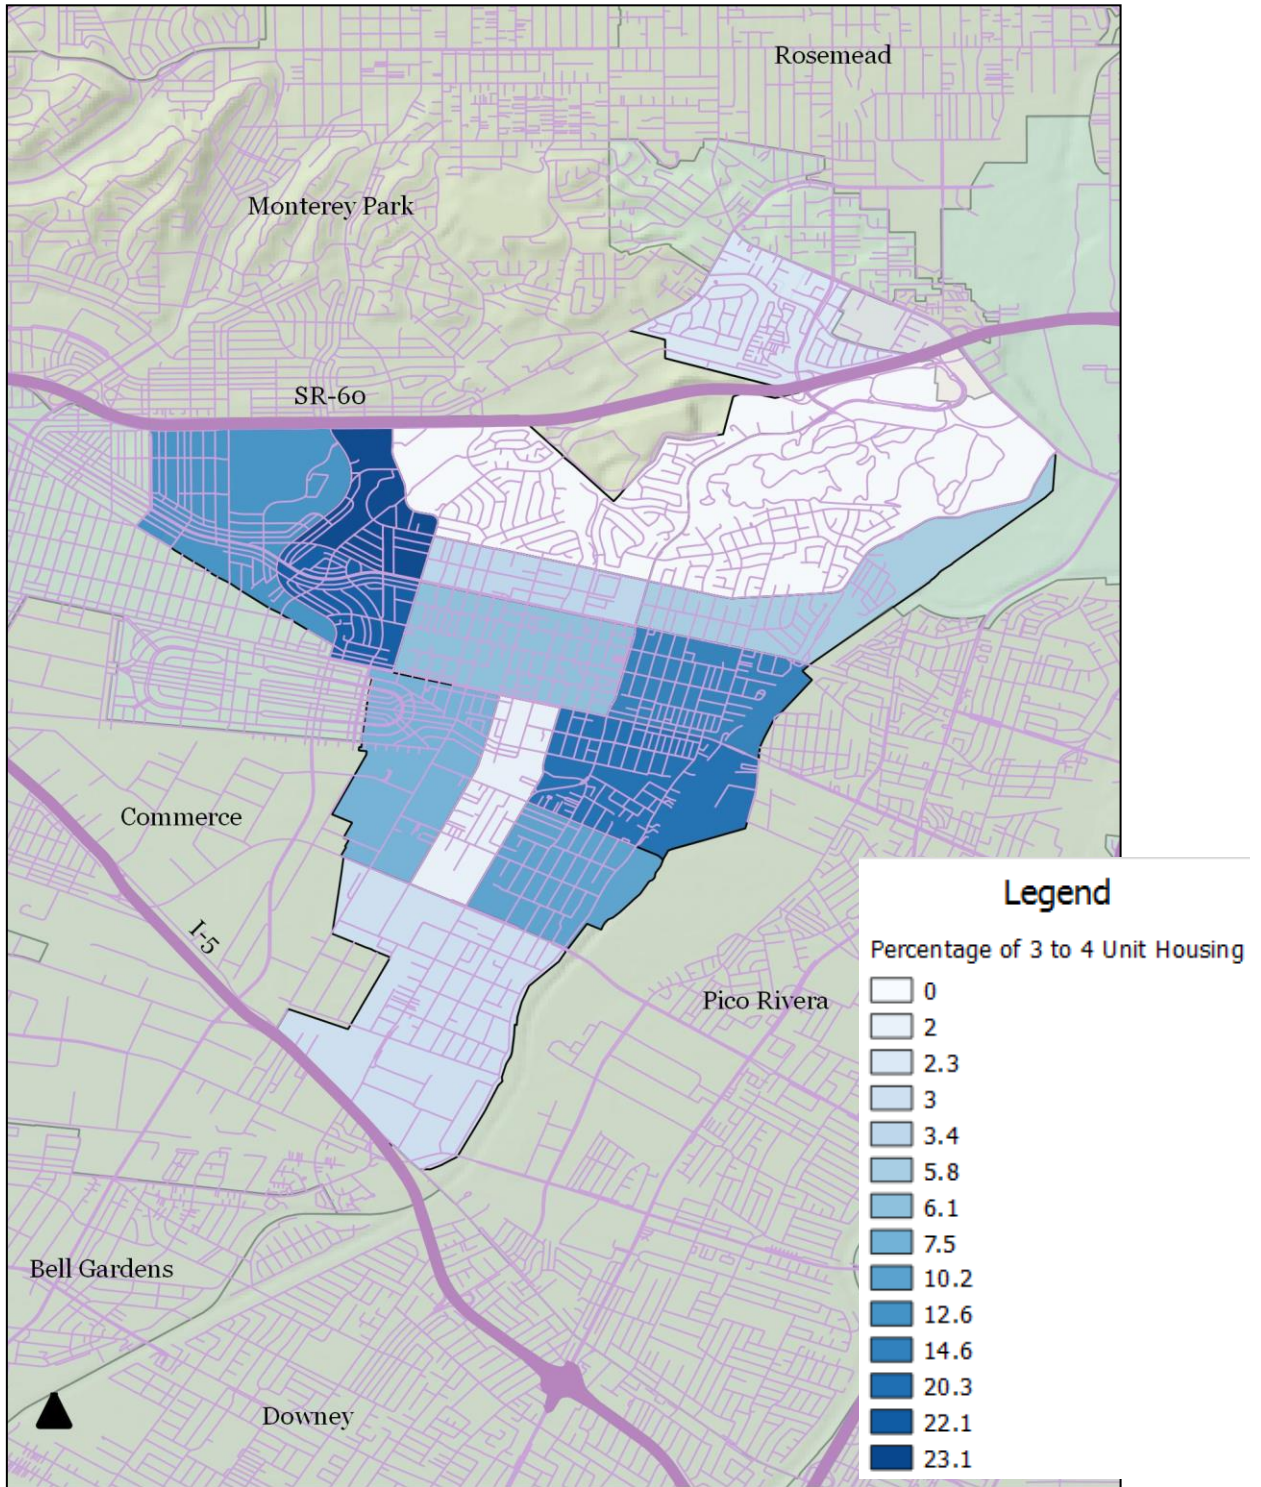 Rosemead
Monterey Park
SR-60
Commerce
I-5
Pico Rivera
Bell Gardens
Downey
Legend
Percentage of 3 to 4 Unit Housing
0
2
2.3
3
3.4
5.8
6.1
7.5
10.2
12.6
14.6
20.3
22.1
23.1